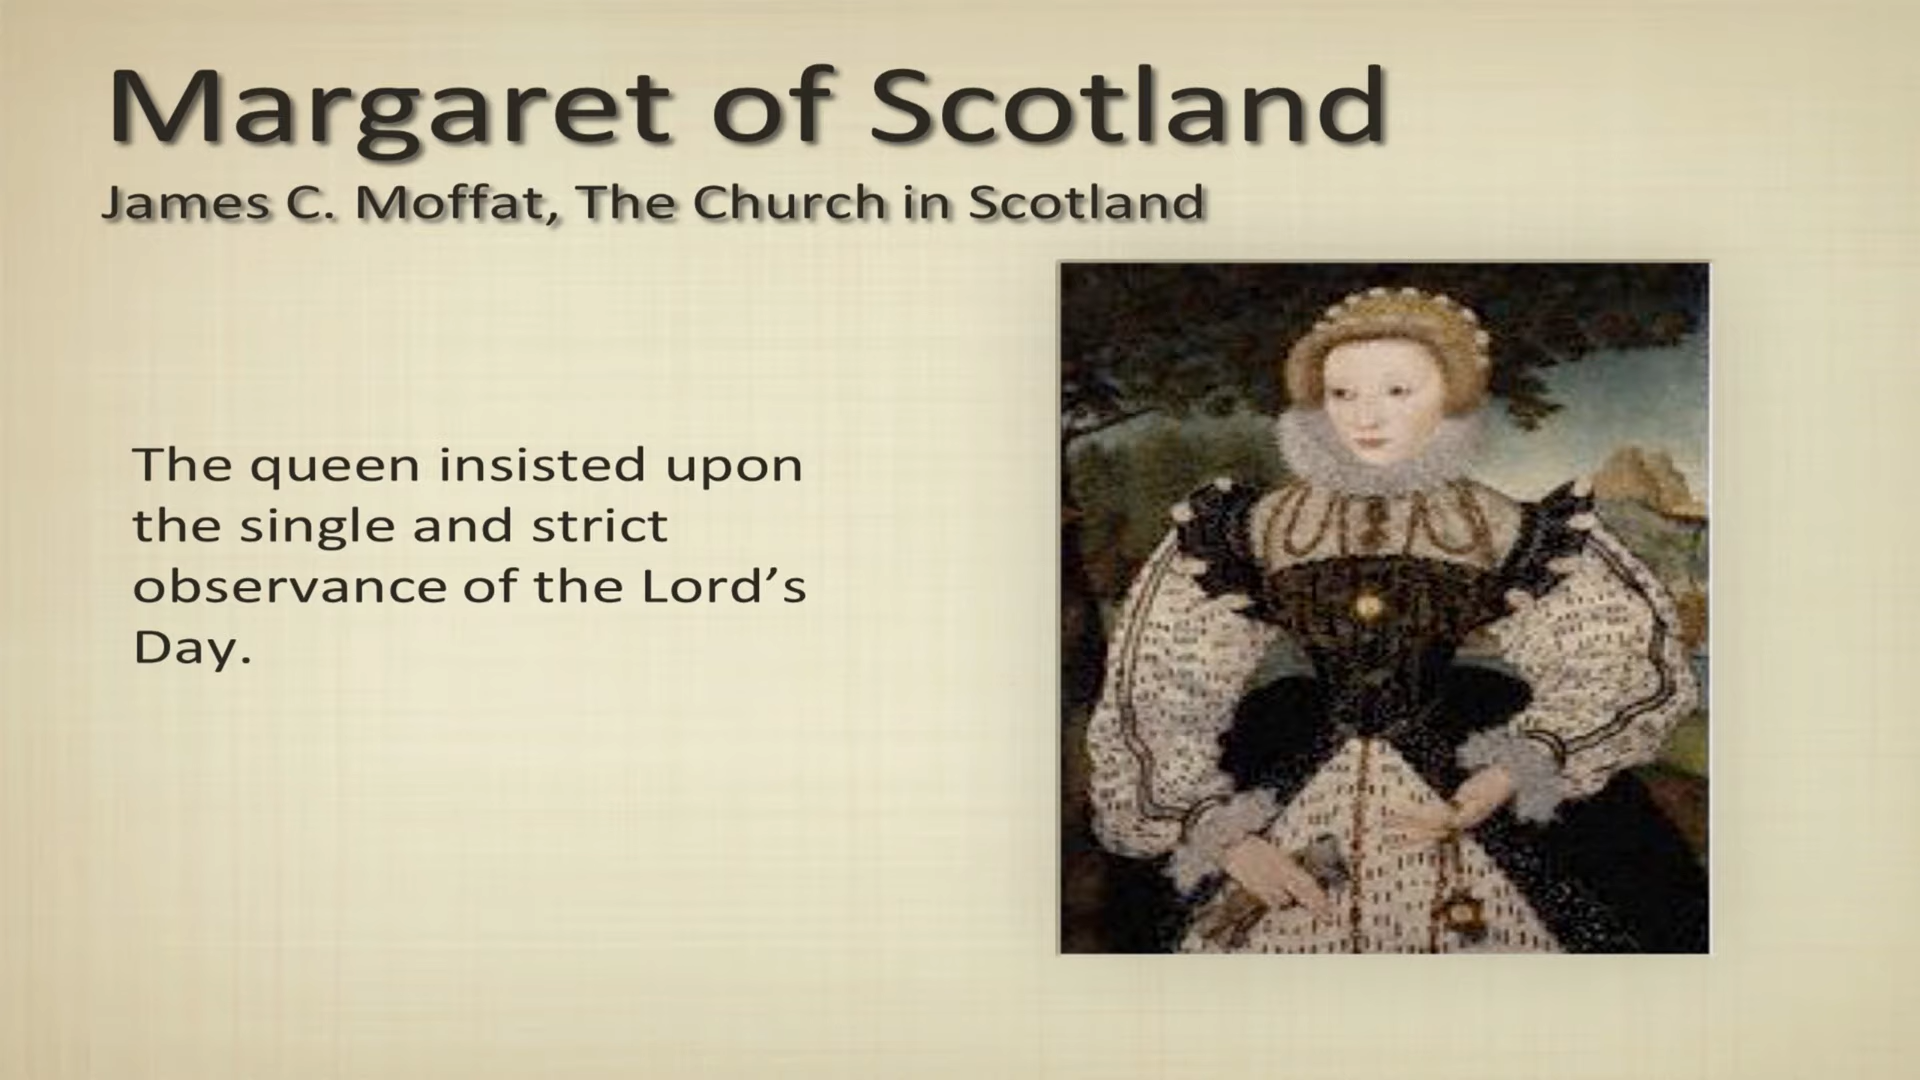 Margaret of Scotland
James C. Moffat, The Church in Scotland
The queen insisted upon
the single and strict
observance of the Lord’s
Day.